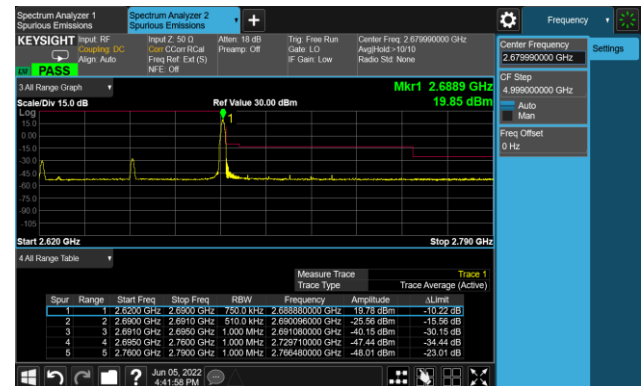 Spectrum Analyzer 1
Spurious Emissions
Spectrum Analyzer 2
Spurious Emissions
Frequency
KEYSIGHT
Input: RF
Coupling: DC
Align: Auto
Input Z: 50 Ω
Corr CCorr RCal
Freq Ref: Ext (S)
NFE: Off
Atten: 18 dB
Preamp: Off
Trig: Free Run
Gate: LO
IF Gain: Low
Center Freq: 2.679990000 GHz
Avg|Hold:>10/10
Radio Std: None
PASS
Center Frequency
2.679990000 GHz
Settings
CF Step
4.999000000 GHz
Auto
Man
Freq Offset
0 Hz
3 All Range Graph
Mkr1 2.6889 GHz
19.85 dBm
Scale/Div 15.0 dB
Ref Value 30.00 dBm
Log
1
15.0
0.00
-15.0
-30.0
-45.0
-60.0
-75.0
-90.0
-105
Start 2.620 GHz
Stop 2.790 GHz
4 All Range Table
Measure Trace Trace 1
Trace Type Trace Average (Active)
Spur Range Start Freq Stop Freq RBW Frequency Amplitude ΔLimit
1 1 2.6200 GHz 2.6900 GHz 750.0 kHz 2.688880000 GHz 19.78 dBm -10.22 dB
2 2 2.6900 GHz 2.6910 GHz 510.0 kHz 2.690096000 GHz -25.56 dBm -15.56 dB
3 3 2.6910 GHz 2.6950 GHz 1.000 MHz 2.691080000 GHz -40.15 dBm -30.15 dB
4 4 2.6950 GHz 2.7600 GHz 1.000 MHz 2.729710000 GHz -47.44 dBm -34.44 dB
5 5 2.7600 GHz 2.7900 GHz 1.000 MHz 2.766480000 GHz -48.01 dBm -23.01 dB
Jun 05, 2022
4:41:58 PM